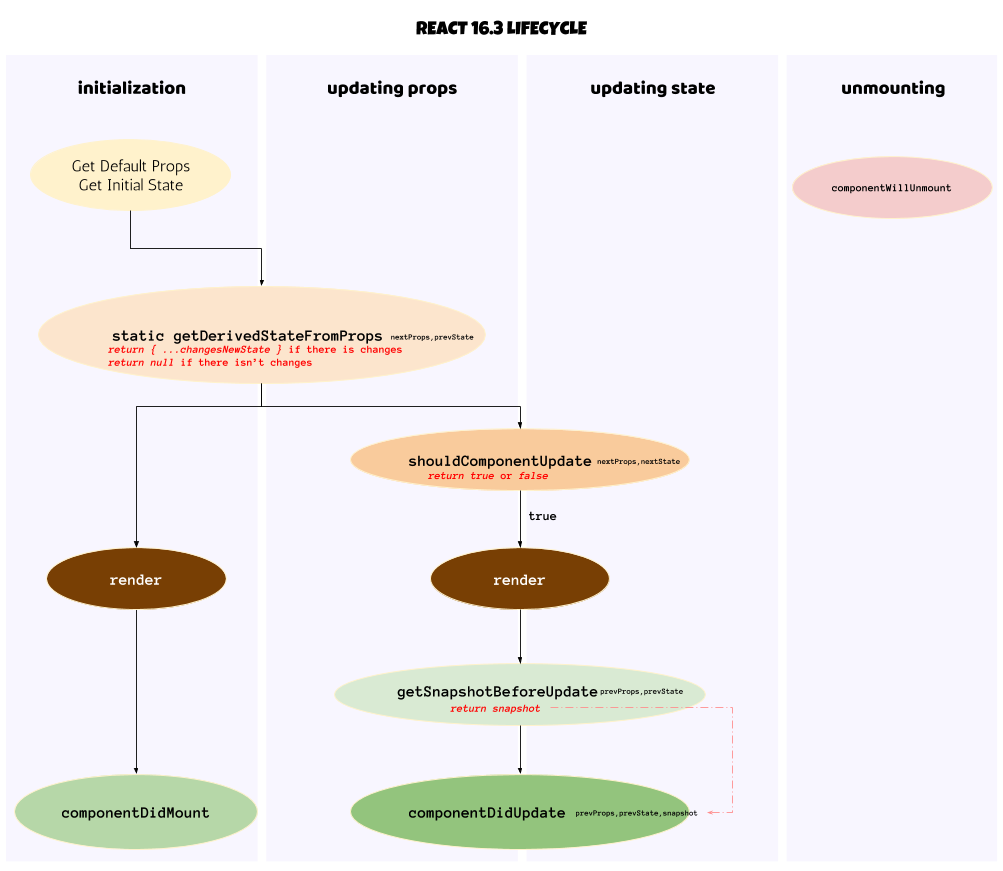 REACT 16.3 LIFECYCLE
initialization
updating props
updating state
unmounting
Get Default Props
Get Initial State
componentWillUnmount
static getDerivedStateFromProps nextProps,prevState
return { ...changesNewState } if there is changes
return null if there isn't changes
shouldComponentUpdate nextProps,nextState
return true or false
true
render
render
getSnapshotBeforeUpdate prevProps,prevState
return snapshot
componentDidMount
componentDidUpdate prevProps,prevState,snapshot